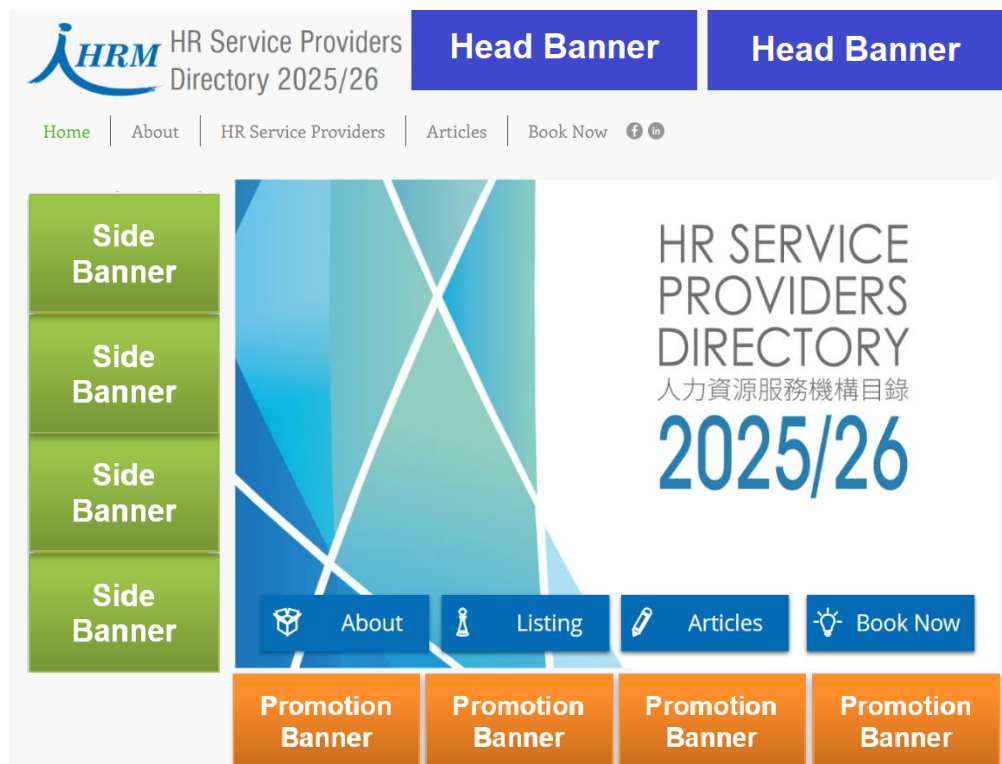 HRM
HR Service Providers
Directory 2025/26
Head Banner
Head Banner
Home
About
HR Service Providers
Articles
Book Now
f
in
Side
Banner
Side
Banner
Side
Banner
Side
Banner
HR SERVICE
PROVIDERS
DIRECTORY
人力資源服務機構目錄
2025/26
About
Listing
Articles
Book Now
Promotion
Banner
Promotion
Banner
Promotion
Banner
Promotion
Banner